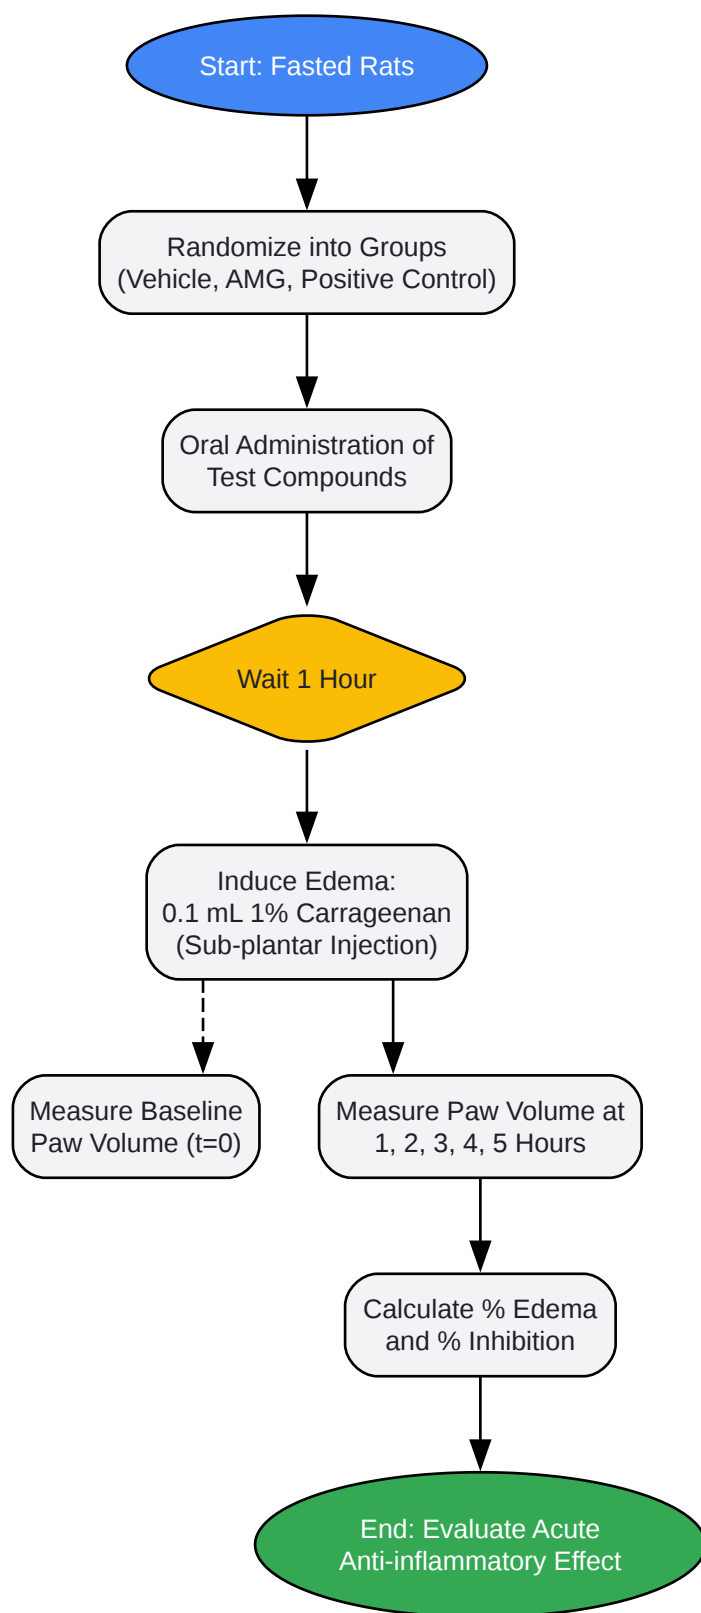 Start: Fasted Rats
Randomize into Groups
(Vehicle, AMG, Positive Control)
Oral Administration of
Test Compounds
Wait 1 Hour
Induce Edema:
0.1 mL 1% Carrageenan
(Sub-plantar Injection)
Measure Baseline
Paw Volume (t=0)
Measure Paw Volume at
1, 2, 3, 4, 5 Hours
Calculate % Edema
and % Inhibition
End: Evaluate Acute
Anti-inflammatory Effect